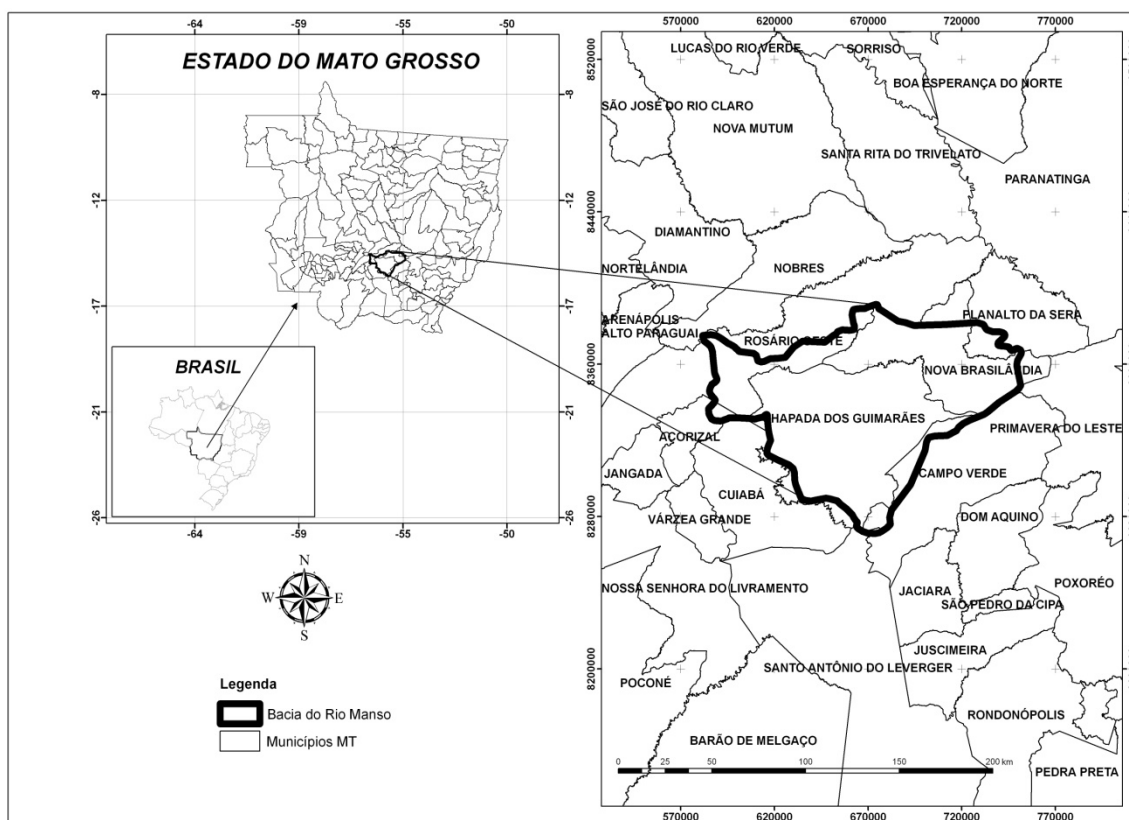 -64 -59 -55 -50
ESTADO DO MATO GROSSO
-8 -8
-12 -12
-17 -17
-21 -21
-26 -26
-64 -59 -55 -50
BRASIL
N
W E
S
Legenda
Bacia do Rio Manso
Municípios MT
570000 620000 670000 720000 770000
8520000
8440000
8360000
8280000
8200000
LUCAS DO RIO VERDE
SORRISO
BOA ESPERANÇA DO NORTE
SÃO JOSÉ DO RIO CLARO
NOVA MUTUM
SANTA RITA DO TRIVELATO
PARANATINGA
DIAMANTINO
NORTELÂNDIA
NOBRES
ARENÁPOLIS
PLANALTO DA SERA
ALTO PARAGUAI
ROSÁRIO OESTE
NOVA BRASILÂNDIA
HAPADA DOS GUIMARÃES
PRIMAVERA DO LESTE
AÇORIZAL
JANGADA
CAMPO VERDE
CUIABÁ
VÁRZEA GRANDE
DOM AQUINO
NOSSA SENHORA DO LIVRAMENTO
JACIARA
POXORÉO
SÃO PEDRO DA CIPA
JUSCIMEIRA
SANTO ANTÔNIO DO LEVERGER
POCONÉ
RONDONÓPOLIS
BARÃO DE MELGAÇO
PEDRA PRETA
0 25 50 100 150 200 km
570000 620000 670000 720000 770000